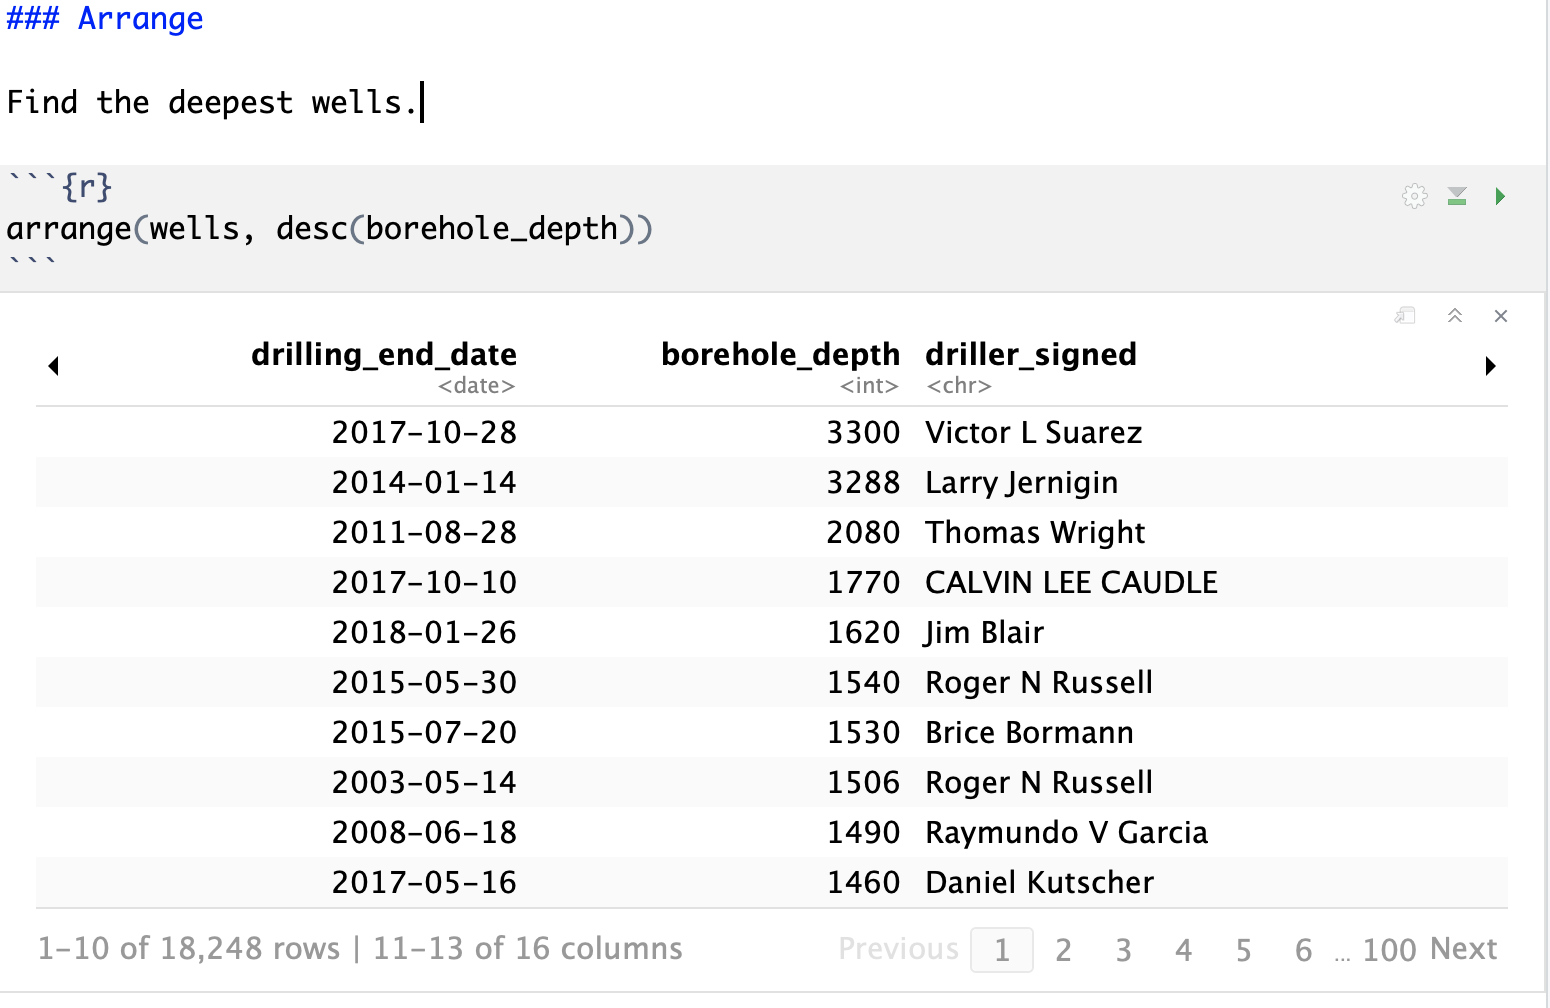 ### Arrange
Find the deepest wells.
```{r}
arrange(wells, desc(borehole_depth))
```
drilling_end_date borehole_depth driller_signed
<date> <int> <chr>
2017-10-28 3300 Victor L Suarez
2014-01-14 3288 Larry Jernigin
2011-08-28 2080 Thomas Wright
2017-10-10 1770 CALVIN LEE CAUDLE
2018-01-26 1620 Jim Blair
2015-05-30 1540 Roger N Russell
2015-07-20 1530 Brice Bormann
2003-05-14 1506 Roger N Russell
2008-06-18 1490 Raymundo V Garcia
2017-05-16 1460 Daniel Kutscher
1-10 of 18,248 rows | 11-13 of 16 columns Previous 1 2 3 4 5 6 ... 100 Next